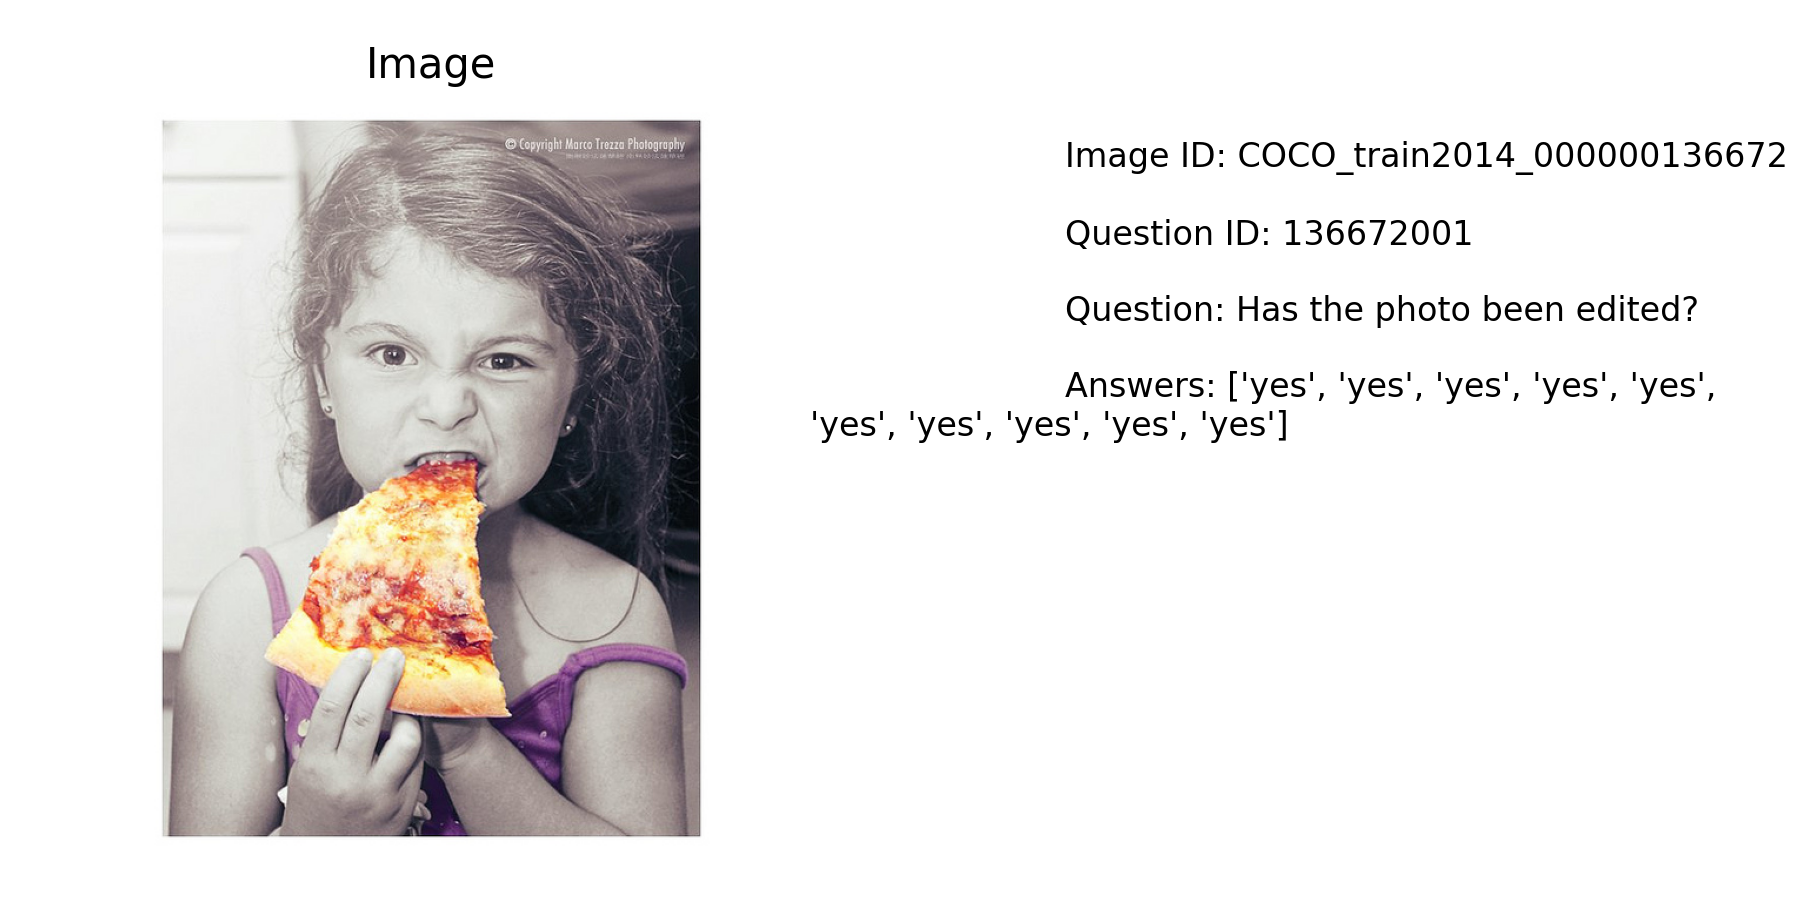 Image
© Copyright Marco Trezza Photography
Image ID: COCO_train2014_000000136672
Question ID: 136672001
Question: Has the photo been edited?
Answers: ['yes', 'yes', 'yes', 'yes', 'yes',
'yes', 'yes', 'yes', 'yes', 'yes']